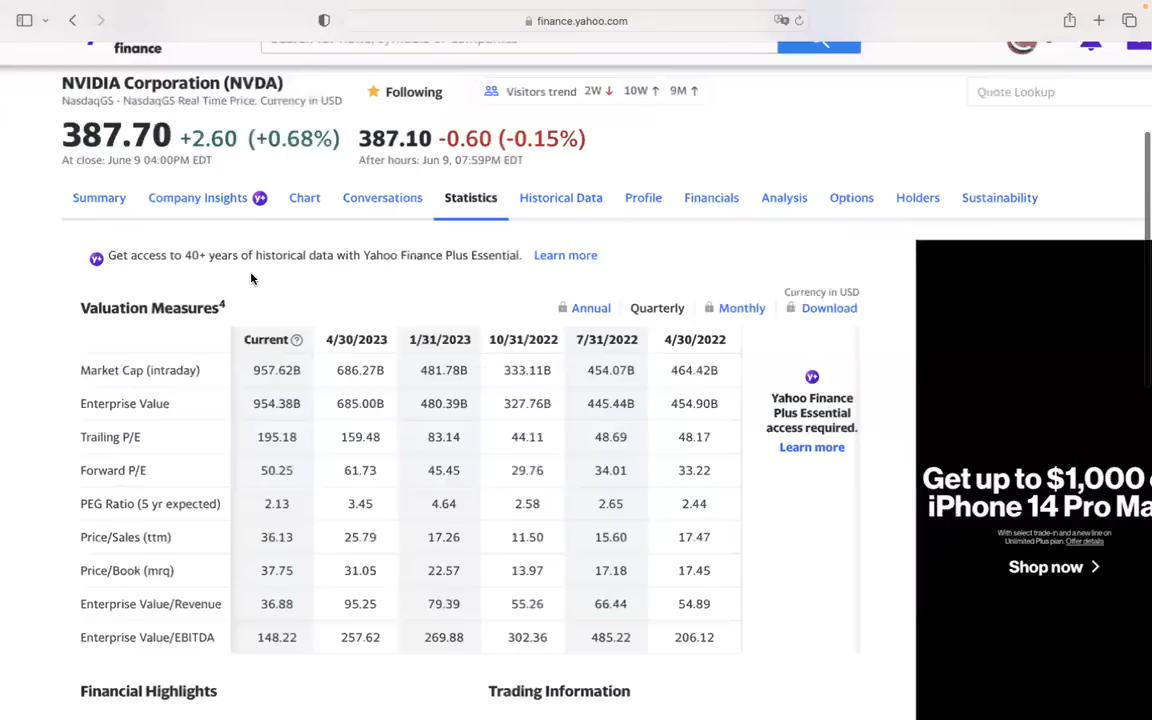 finance.yahoo.com
finance
NVIDIA Corporation (NVDA)
NasdaqGS - NasdaqGS Real Time Price. Currency in USD
Following
Visitors trend 2W ↓ 10W ↑ 9M ↑
Quote Lookup
387.70 +2.60 (+0.68%)
At close: June 9 04:00PM EDT
387.10 -0.60 (-0.15%)
After hours: Jun 9, 07:59PM EDT
Summary Company Insights y+ Chart Conversations Statistics Historical Data Profile Financials Analysis Options Holders Sustainability
y+ Get access to 40+ years of historical data with Yahoo Finance Plus Essential. Learn more
Currency in USD
Valuation Measures4 Annual Quarterly Monthly Download
Current ? 4/30/2023 1/31/2023 10/31/2022 7/31/2022 4/30/2022
Market Cap (intraday) 957.62B 686.27B 481.78B 333.11B 454.07B 464.42B
Enterprise Value 954.38B 685.00B 480.39B 327.76B 445.44B 454.90B
Trailing P/E 195.18 159.48 83.14 44.11 48.69 48.17
Forward P/E 50.25 61.73 45.45 29.76 34.01 33.22
PEG Ratio (5 yr expected) 2.13 3.45 4.64 2.58 2.65 2.44
Price/Sales (ttm) 36.13 25.79 17.26 11.50 15.60 17.47
Price/Book (mrq) 37.75 31.05 22.57 13.97 17.18 17.45
Enterprise Value/Revenue 36.88 95.25 79.39 55.26 66.44 54.89
Enterprise Value/EBITDA 148.22 257.62 269.88 302.36 485.22 206.12
y+
Yahoo Finance
Plus Essential
access required.
Learn more
Get up to $1,000
iPhone 14 Pro Ma
With select trade-in and a new line on
Unlimited Plus plan. Offer details
Shop now
Financial Highlights
Trading Information